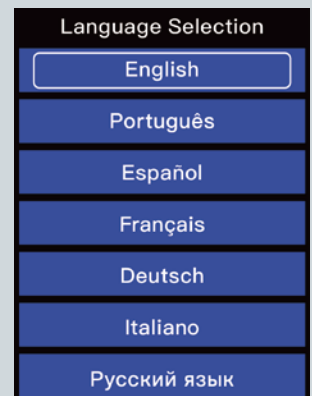 Language Selection
English
Português
Español
Français
Deutsch
Italiano
Русский язык